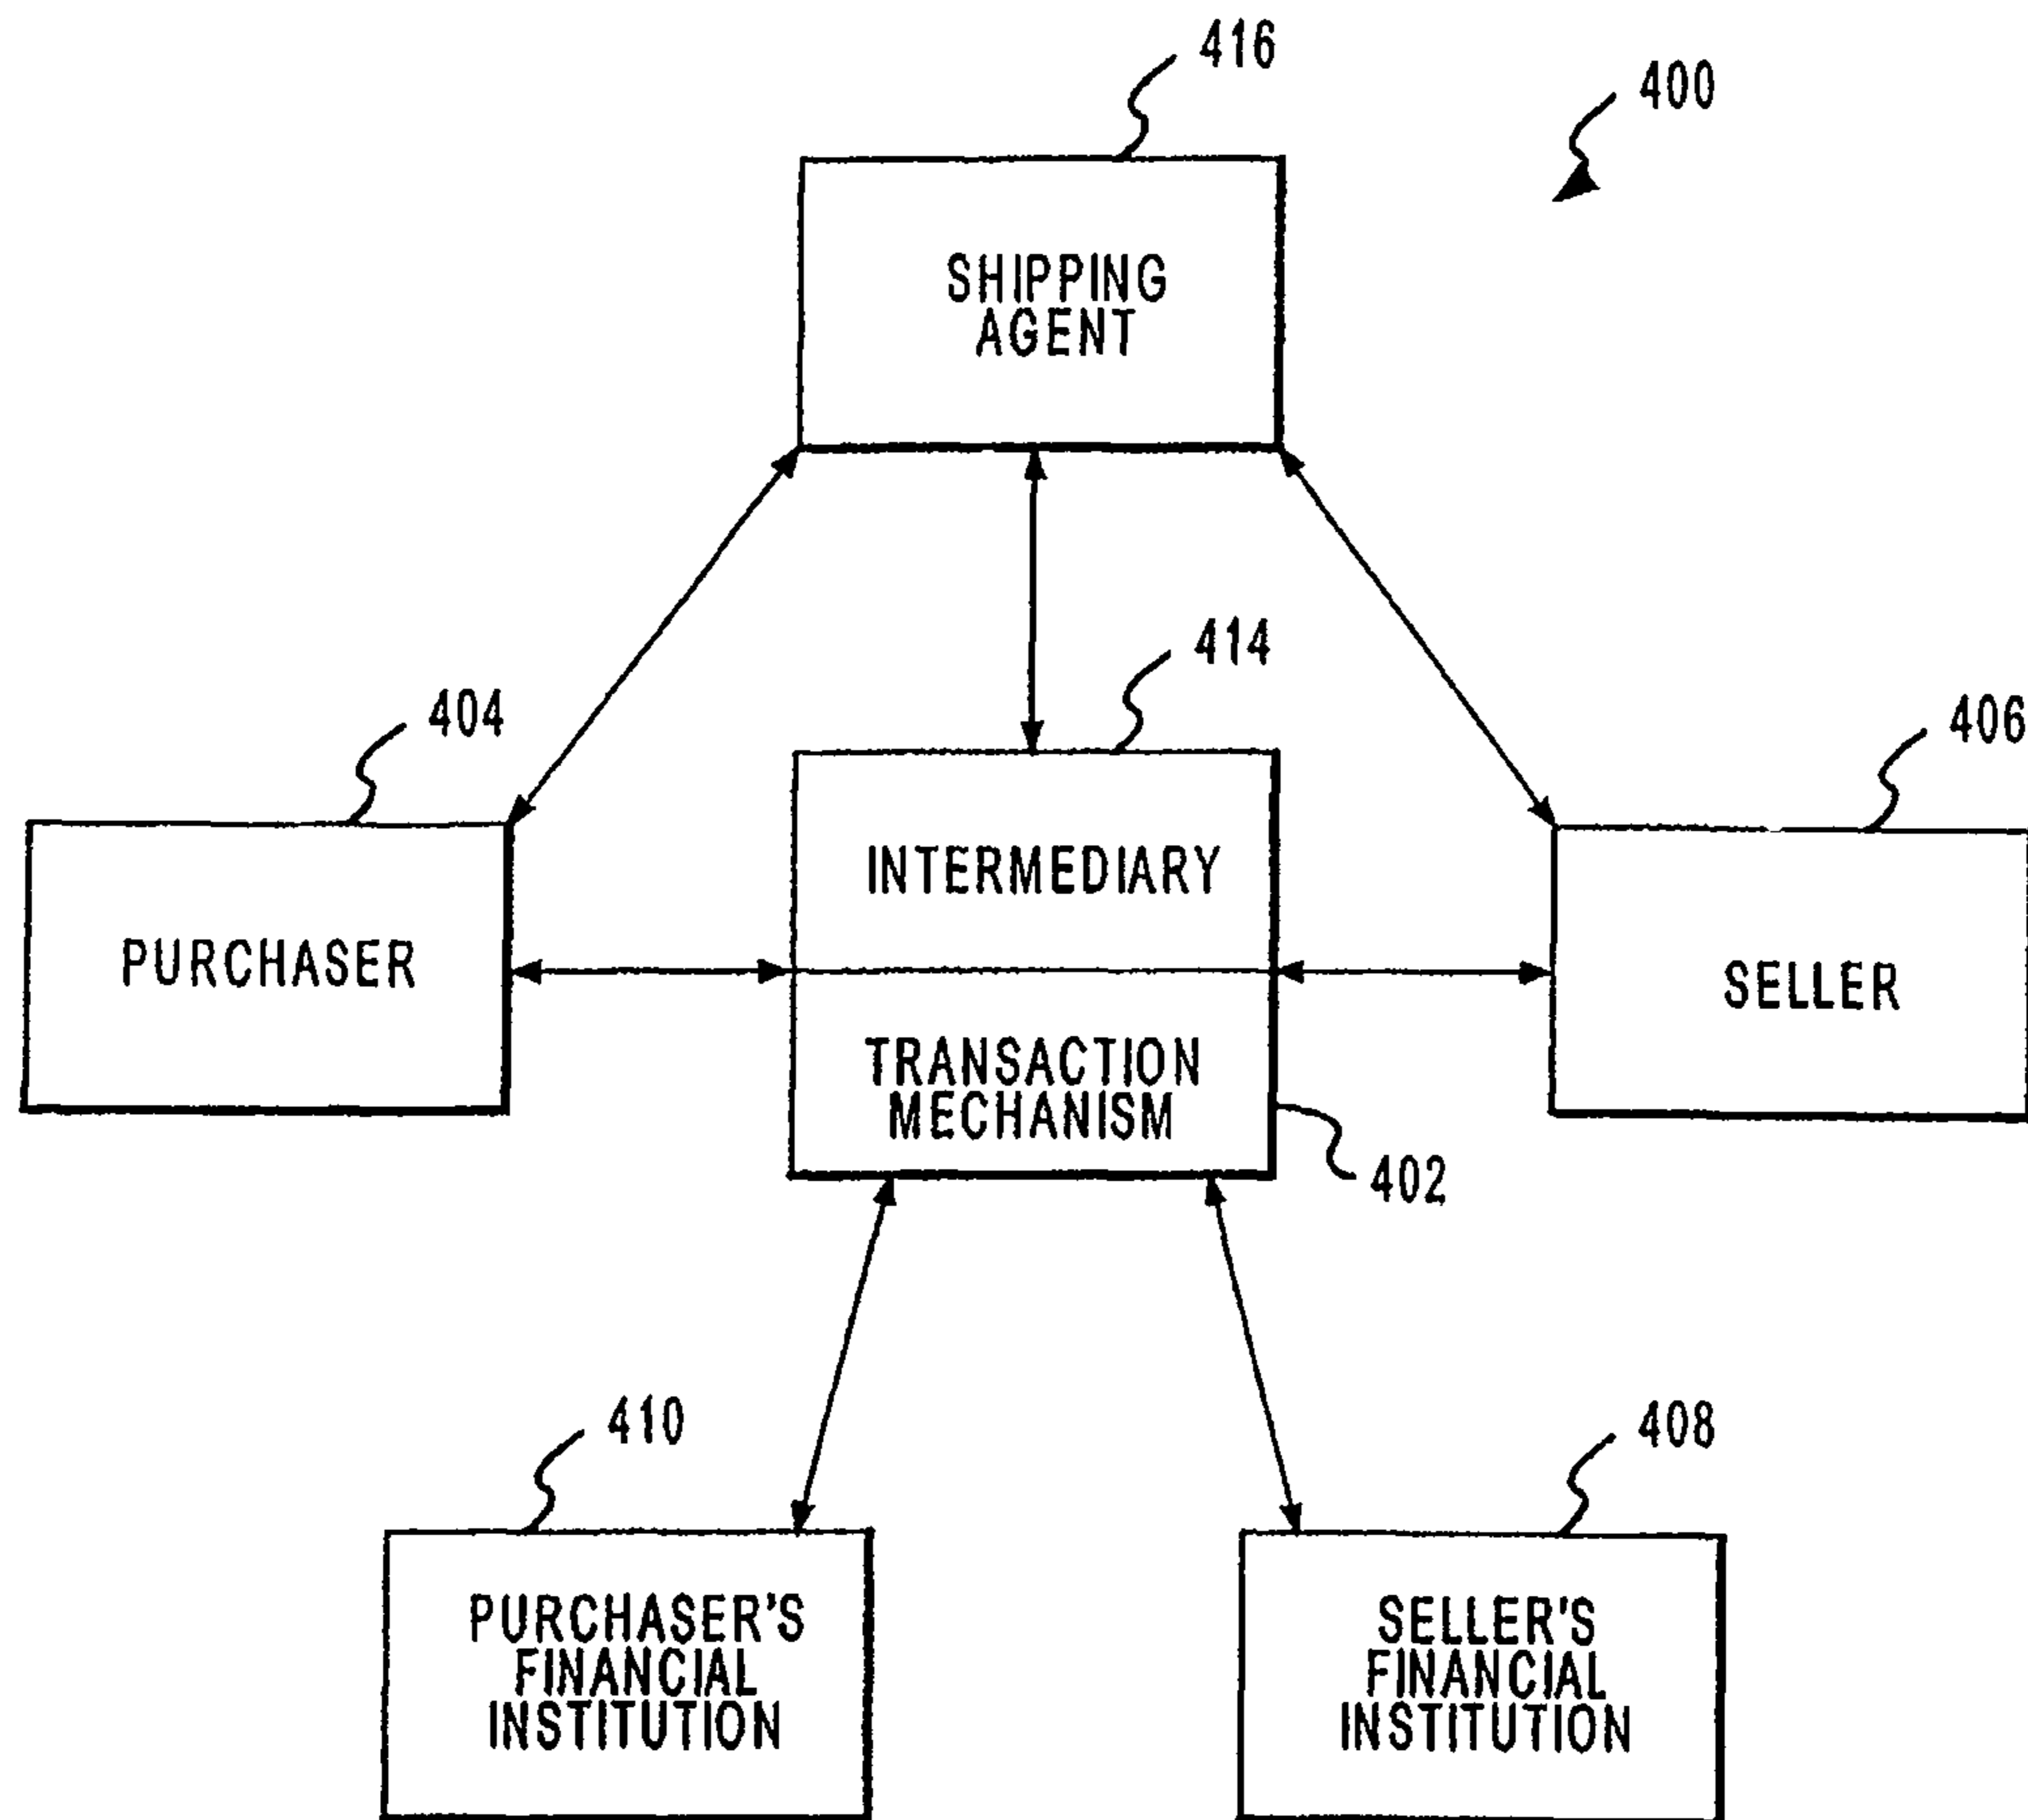 416
400
SHIPPING
AGENT
414
404
406
INTERMEDIARY
PURCHASER
SELLER
TRANSACTION
MECHANISM
402
410
408
PURCHASER'S
FINANCIAL
INSTITUTION
SELLER'S
FINANCIAL
INSTITUTION